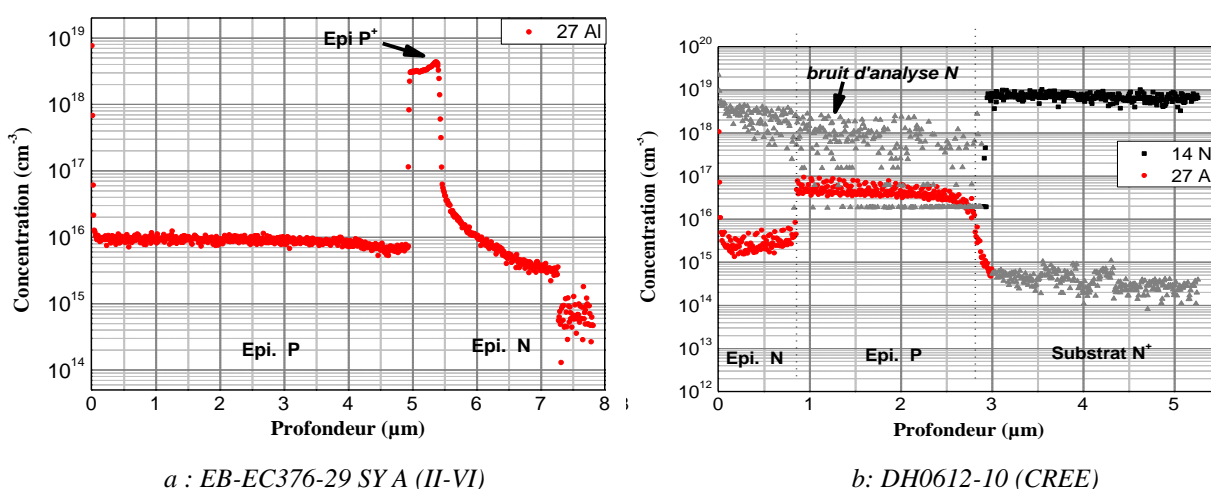 27 Al
Epi P+
10^19
10^18
10^17
10^16
10^15
10^14
Concentration (cm^-3)
Epi. P
Epi. N
0 1 2 3 4 5 6 7 8
Profondeur (µm)
a : EB-EC376-29 SY A (II-VI)
10^20
10^19
10^18
10^17
10^16
10^15
10^14
10^13
10^12
Concentration (cm^-3)
bruit d'analyse N
14 N
27 A
Epi. N
Epi. P
Substrat N+
0 1 2 3 4 5
Profondeur (µm)
b: DH0612-10 (CREE)